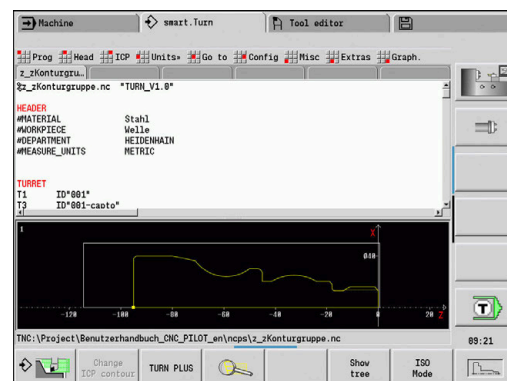 Machine smart.Turn Tool editor
Prog Head ICP Units» Go to Config Misc Extras Graph.
z_zKonturgru…
%z_zKonturgruppe.nc "TURN_V1.0"
HEADER
#MATERIAL Stahl
#WORKPIECE Welle
#DEPARTMENT HEIDENHAIN
#MEASURE_UNITS METRIC
TURRET
T1 ID"001"
T3 ID"001-capto"
1
X
Ø40
-120 -100 -80 -60 -40 -20 0 20 Z
TNC:\Project\Benutzerhandbuch_CNC_PILOT_en\ncps\z_zKonturgruppe.nc
T
09:21
Change ICP contour
TURN PLUS
Show tree
ISO Mode